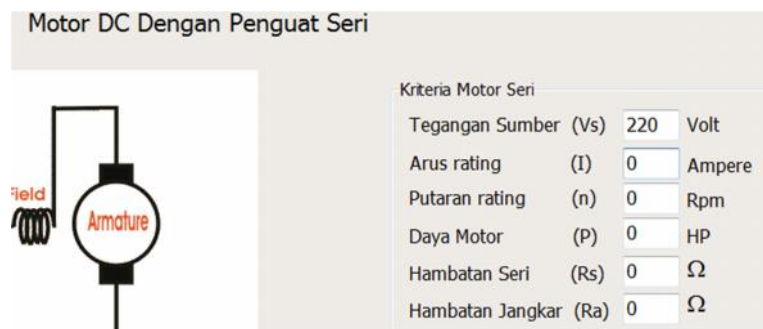 Motor DC Dengan Penguat Seri
Kriteria Motor Seri
Tegangan Sumber (Vs) 220 Volt
Arus rating (I) 0 Ampere
Putaran rating (n) 0 Rpm
Daya Motor (P) 0 HP
Hambatan Seri (Rs) 0 Ω
Hambatan Jangkar (Ra) 0 Ω
Field
Armature